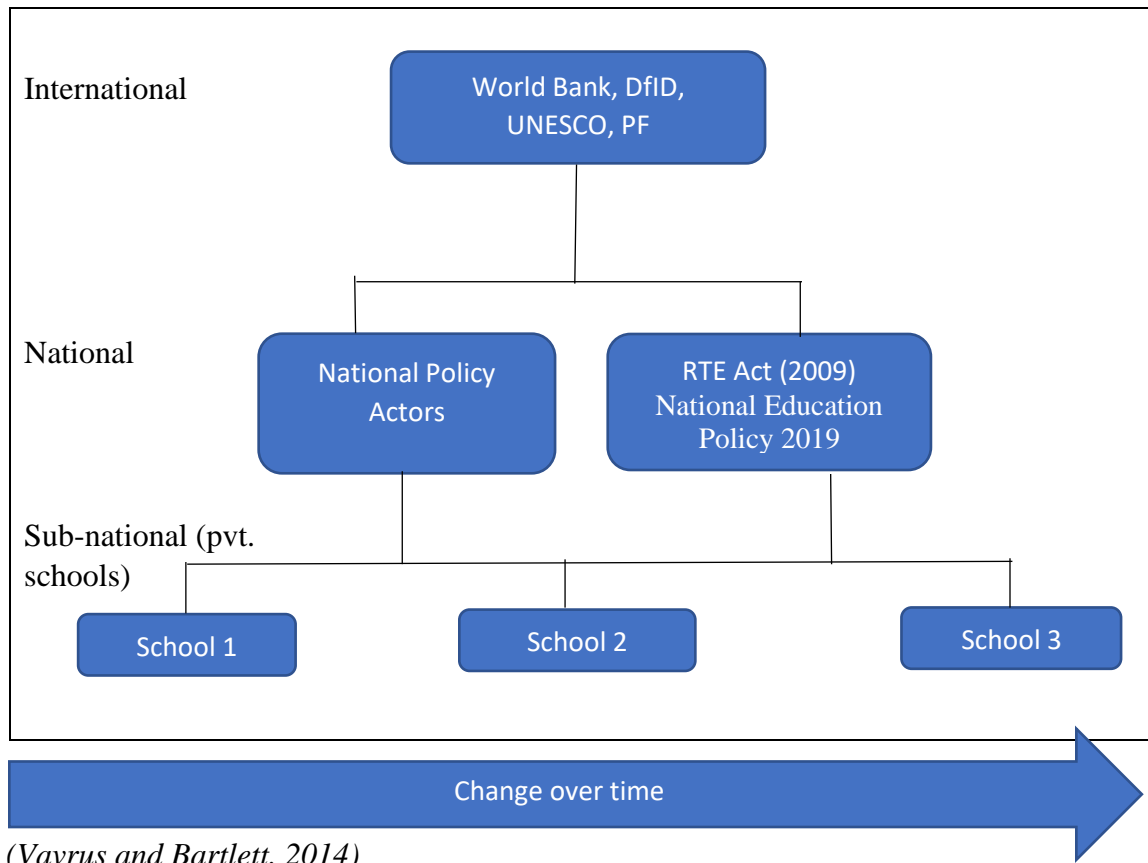 International
World Bank, DfID,
UNESCO, PF
National
National Policy
Actors
RTE Act (2009)
National Education
Policy 2019
Sub-national (pvt.
schools)
School 1
School 2
School 3
Change over time
(Vavrus and Bartlett, 2014)